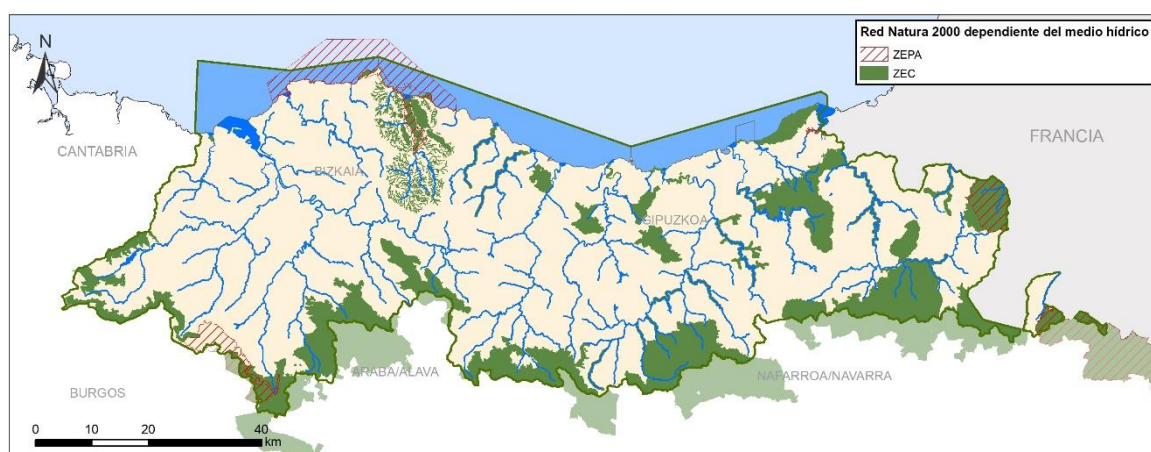 Red Natura 2000 dependiente del medio hídrico
ZEPA
ZEC
N
CANTABRIA
FRANCIA
BIZKAIA
GIPUZKOA
ARABA/ALAVA
NAFARROA/NAVARRA
BURGOS
0 10 20 40
km